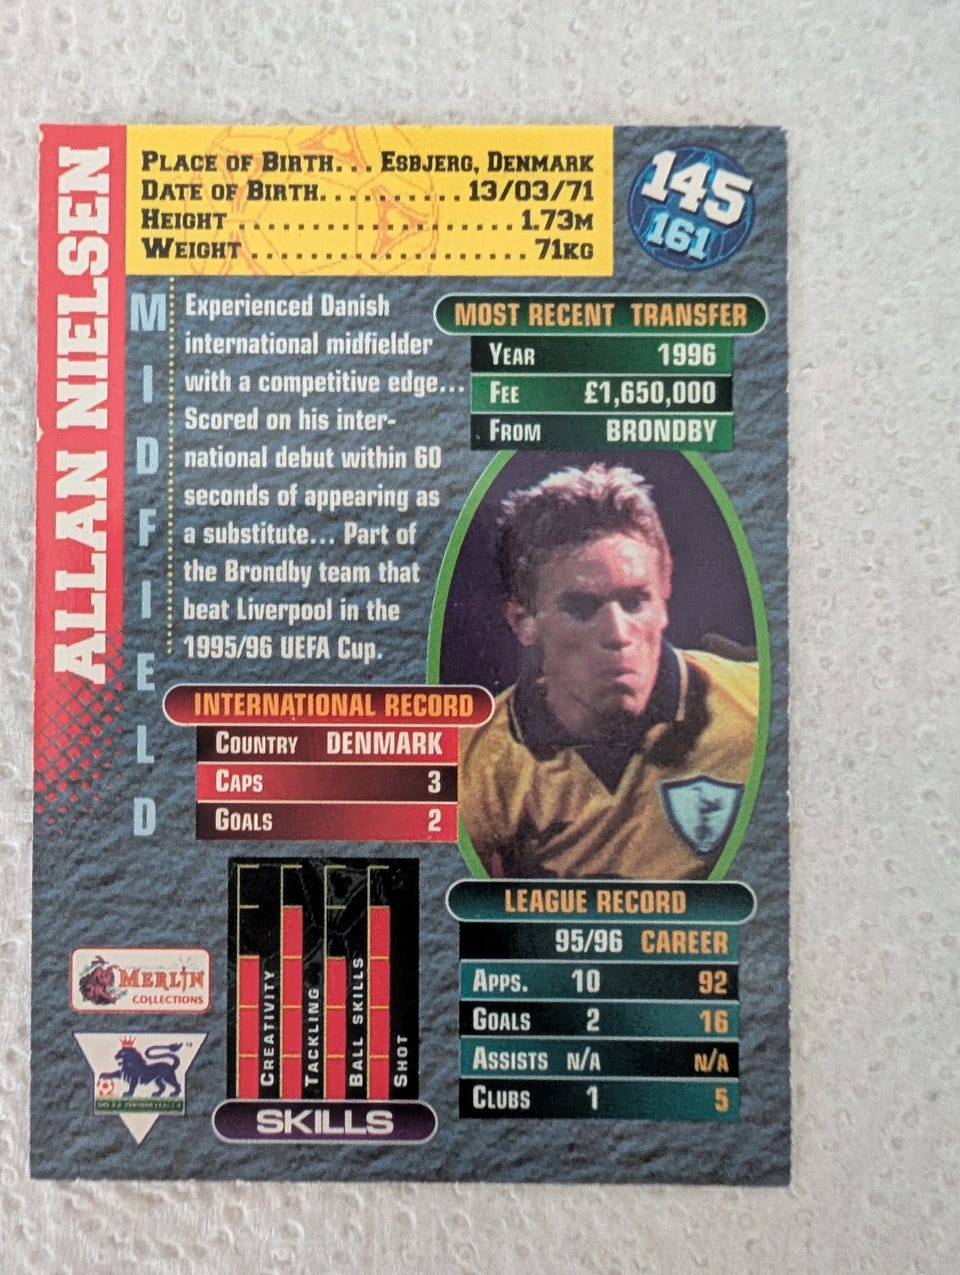 ALLAN NIELSEN
PLACE OF BIRTH... ESBJERG, DENMARK
DATE OF BIRTH.......... 13/03/71
HEIGHT .................... 1.73M
WEIGHT .................... 71KG
145
161
MIDFIELD
Experienced Danish
international midfielder
with a competitive edge...
Scored on his inter-
national debut within 60
seconds of appearing as
a substitute... Part of
the Brondby team that
beat Liverpool in the
1995/96 UEFA Cup.
MOST RECENT TRANSFER
YEAR 1996
FEE £1,650,000
FROM BRONDBY
INTERNATIONAL RECORD
COUNTRY DENMARK
CAPS 3
GOALS 2
CREATIVITY
TACKLING
BALL SKILLS
SHOT
SKILLS
MERLIN
COLLECTIONS
LEAGUE RECORD
95/96 CAREER
APPS. 10 92
GOALS 2 16
ASSISTS N/A N/A
CLUBS 1 5